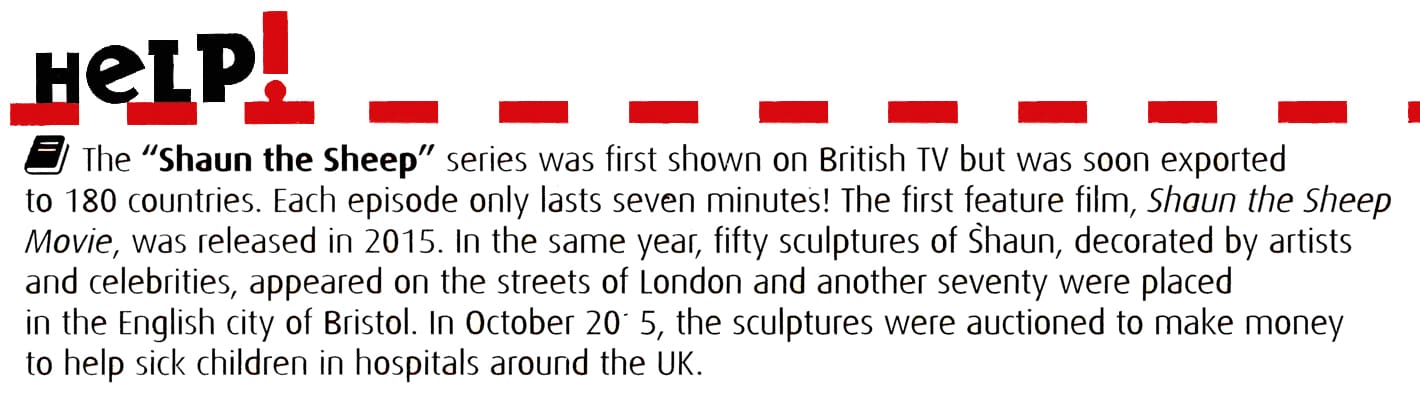 HeLP!
The “Shaun the Sheep” series was first shown on British TV but was soon exported
to 180 countries. Each episode only lasts seven minutes! The first feature film, Shaun the Sheep
Movie, was released in 2015. In the same year, fifty sculptures of Shaun, decorated by artists
and celebrities, appeared on the streets of London and another seventy were placed
in the English city of Bristol. In October 2015, the sculptures were auctioned to make money
to help sick children in hospitals around the UK.